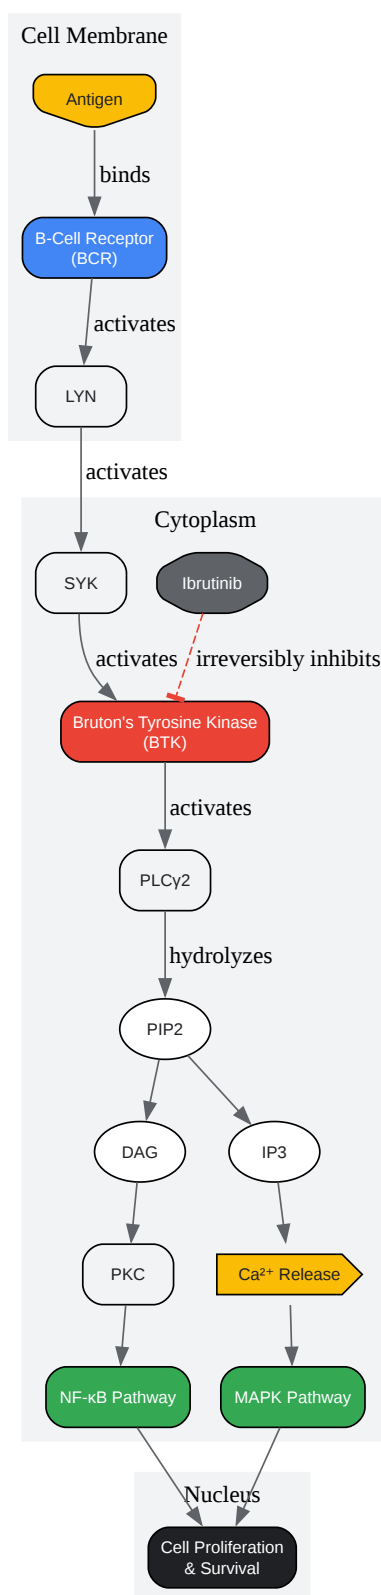 Cell Membrane
Antigen
binds
B-Cell Receptor
(BCR)
activates
LYN
activates
Cytoplasm
SYK
Ibrutinib
activates
irreversibly inhibits
Bruton's Tyrosine Kinase
(BTK)
activates
PLCγ2
hydrolyzes
PIP2
DAG
IP3
PKC
Ca²⁺ Release
NF-κB Pathway
MAPK Pathway
Nucleus
Cell Proliferation
& Survival